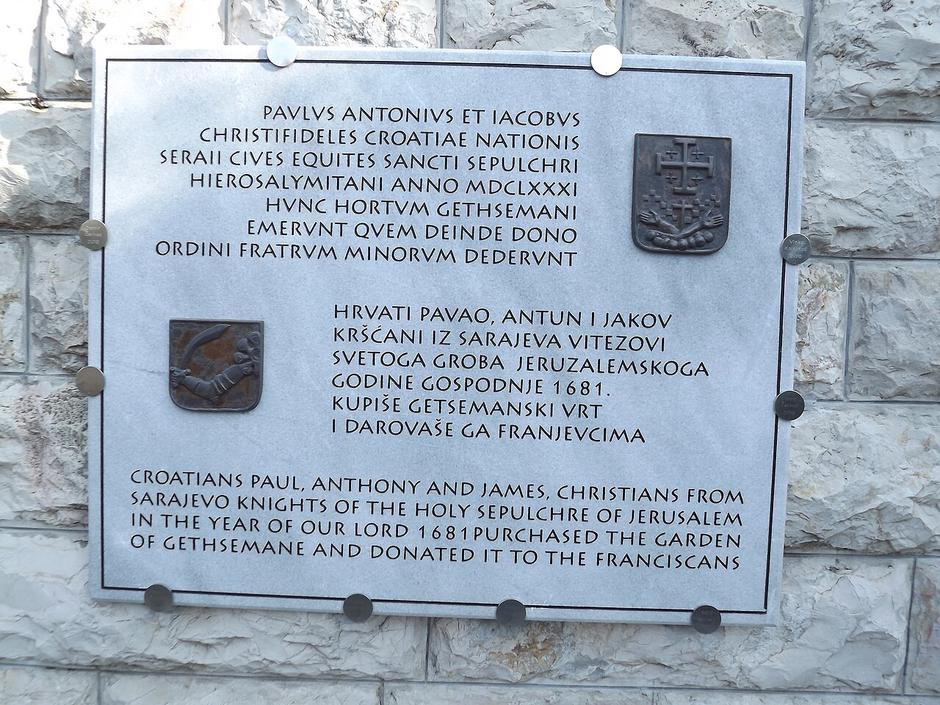 PAVLVS ANTONIVS ET IACOBVS
CHRISTIFIDELES CROATIAE NATIONIS
SERAII CIVES EQUITES SANCTI SEPULCHRI
HIEROSALYMITANI ANNO MDCLXXXI
HVNC HORTVM GETHSEMANI
EMERVNT QVEM DEINDE DONO
ORDINI FRATRVM MINORVM DEDERVNT
HRVATI PAVAO, ANTUN I JAKOV
KRŠĆANI IZ SARAJEVA VITEZOVI
SVETOGA GROBA JERUZALEMSKOGA
GODINE GOSPODNJE 1681.
KUPIŠE GETSEMANSKI VRT
I DAROVAŠE GA FRANJEVCIMA
CROATIANS PAUL, ANTHONY AND JAMES, CHRISTIANS FROM
SARAJEVO KNIGHTS OF THE HOLY SEPULCHRE OF JERUSALEM
IN THE YEAR OF OUR LORD 1681PURCHASED THE GARDEN
OF GETHSEMANE AND DONATED IT TO THE FRANCISCANS